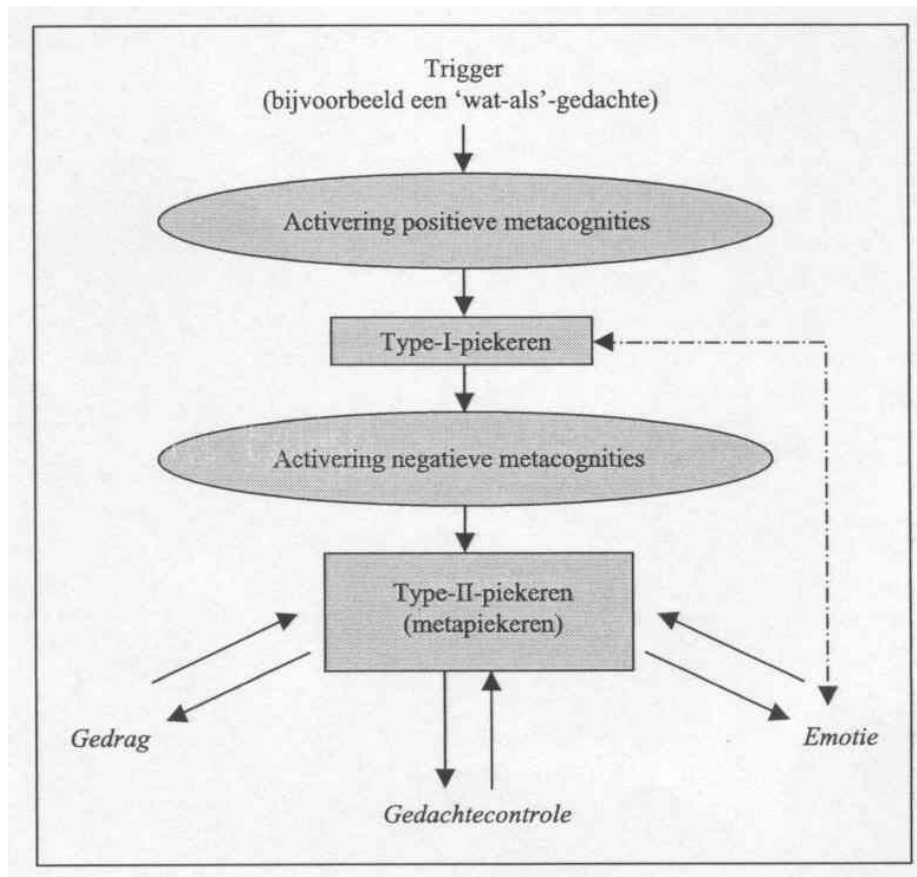 Trigger
(bijvoorbeeld een ‘wat-als’-gedachte)
Activering positieve metacognities
Type-I-piekeren
Activering negatieve metacognities
Type-II-piekeren
(metapiekeren)
Gedrag
Emotie
Gedachtecontrole